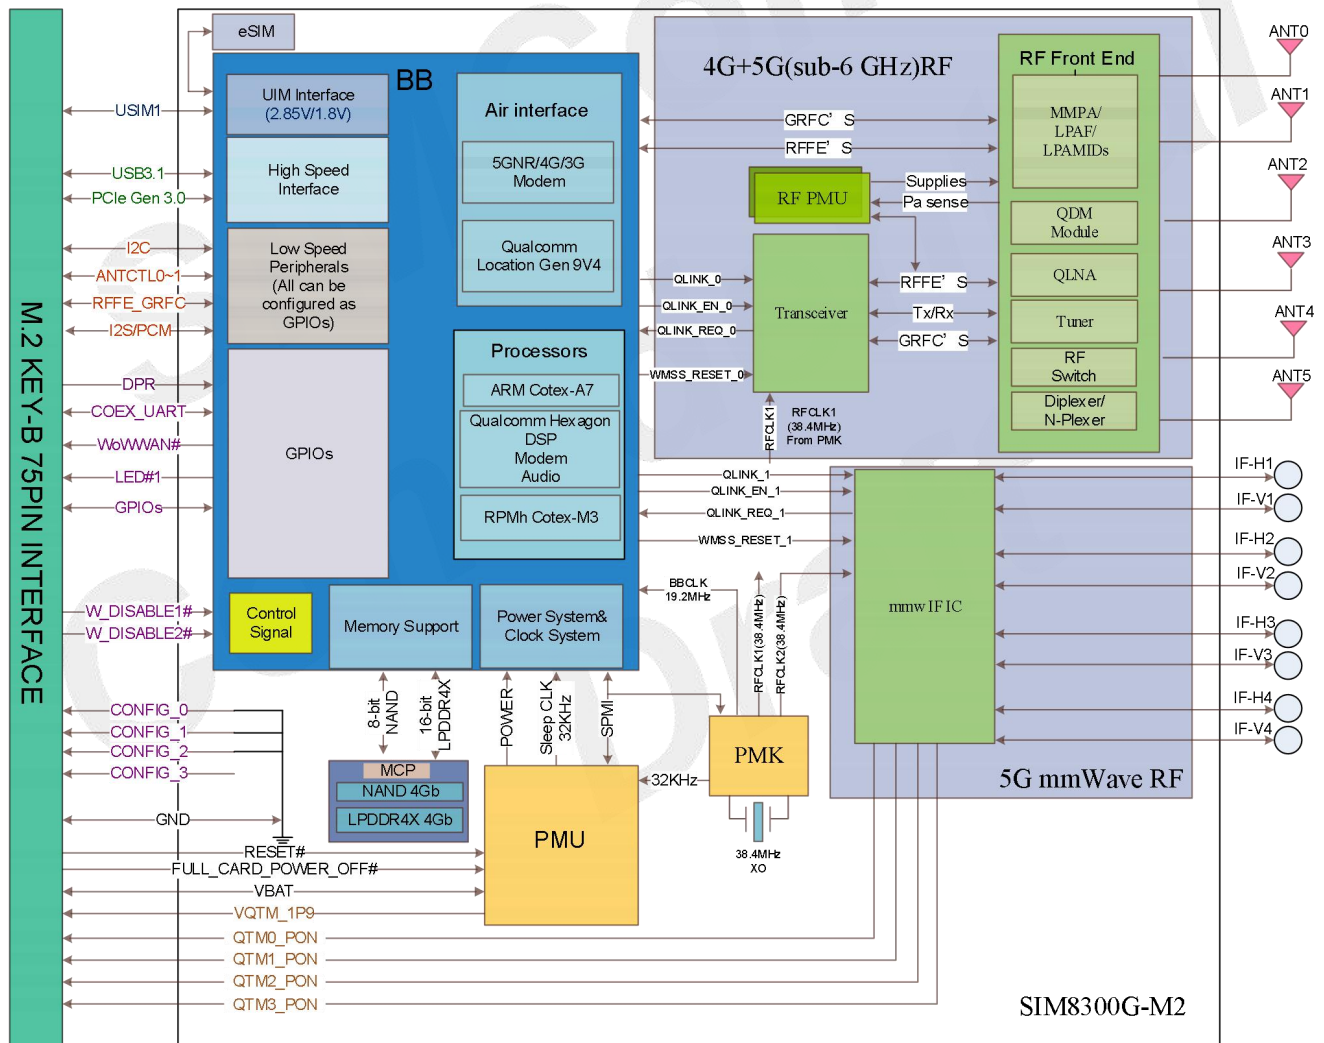 M.2 KEY-B 75PIN INTERFACE
eSIM
BB
UIM Interface
(2.85V/1.8V)
High Speed
Interface
Low Speed
Peripherals
(All can be
configured as
GPIOs)
GPIOs
Control
Signal
Memory Support
Power System&
Clock System
Air interface
5GNR/4G/3G
Modem
Qualcomm
Location Gen 9V4
Processors
ARM Cotex-A7
Qualcomm Hexagon
DSP
Modem
Audio
RPMh Cotex-M3
USIM1
USB3.1
PCIe Gen 3.0
I2C
ANTCTL0~1
RFFE_GRFC
I2S/PCM
DPR
COEX_UART
WoWWAN#
LED#1
GPIOs
W_DISABLE1#
W_DISABLE2#
CONFIG_0
CONFIG_1
CONFIG_2
CONFIG_3
GND
RESET#
FULL_CARD_POWER_OFF#
VBAT
VQTM_1P9
QTM0_PON
QTM1_PON
QTM2_PON
QTM3_PON
8-bit
NAND
16-bit
LPDDR4X
POWER
Sleep CLK
32KHz
SPMI
MCP
NAND 4Gb
LPDDR4X 4Gb
PMU
PMK
32KHz
38.4MHz
XO
BBCLK
19.2MHz
RFCLK1(38.4MHz)
RFCLK2(38.4MHz)
4G+5G(sub-6 GHz)RF
GRFC' S
RFFE' S
RF PMU
Supplies
Pa sense
Transceiver
RFFE' S
Tx/Rx
GRFC' S
QLINK_0
QLINK_EN_0
QLINK_REQ_0
WMSS_RESET_0
RFCLK1
RFCLK1
(38.4MHz)
From PMK
RF Front End
MMPA/
LPAF/
LPAMIDs
QDM
Module
QLNA
Tuner
RF
Switch
Diplexer/
N-Plexer
ANT0
ANT1
ANT2
ANT3
ANT4
ANT5
QLINK_1
QLINK_EN_1
QLINK_REQ_1
WMSS_RESET_1
mmw IF IC
5G mmWave RF
IF-H1
IF-V1
IF-H2
IF-V2
IF-H3
IF-V3
IF-H4
IF-V4
SIM8300G-M2